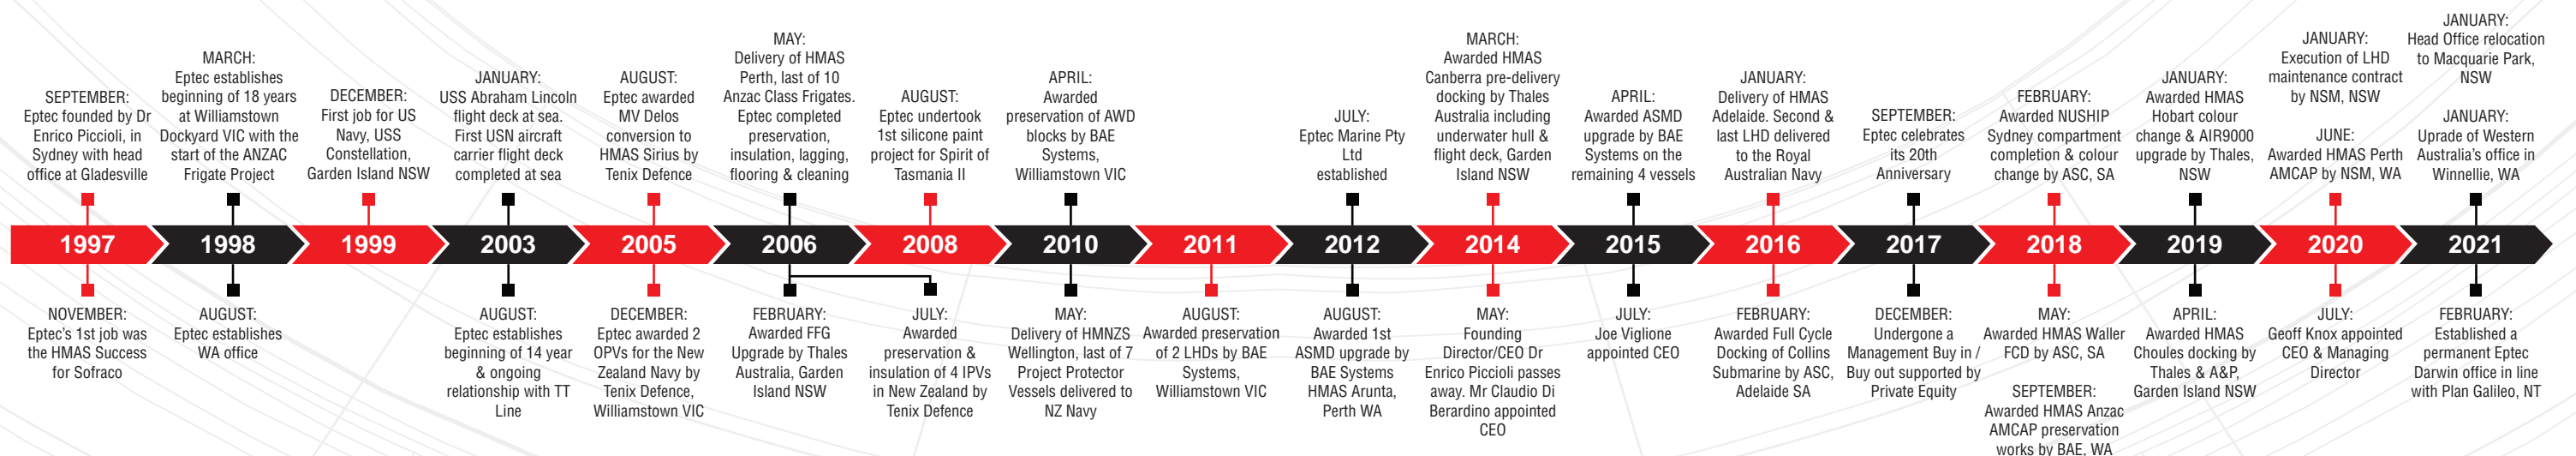 SEPTEMBER:
Eptec founded by Dr
Enrico Piccioli, in
Sydney with head
office at Gladesville
MARCH:
Eptec establishes
beginning of 18 years
at Williamstown
Dockyard VIC with the
start of the ANZAC
Frigate Project
DECEMBER:
First job for US
Navy, USS
Constellation,
Garden Island NSW
JANUARY:
USS Abraham Lincoln
flight deck at sea.
First USN aircraft
carrier flight deck
completed at sea
AUGUST:
Eptec awarded
MV Delos
conversion to
HMAS Sirius by
Tenix Defence
MAY:
Delivery of HMAS
Perth, last of 10
Anzac Class Frigates.
Eptec completed
preservation,
insulation, lagging,
flooring & cleaning
AUGUST:
Eptec undertook
1st silicone paint
project for Spirit of
Tasmania II
APRIL:
Awarded
preservation of AWD
blocks by BAE
Systems,
Williamstown VIC
JULY:
Eptec Marine Pty
Ltd
established
MARCH:
Awarded HMAS
Canberra pre-delivery
docking by Thales
Australia including
underwater hull &
flight deck, Garden
Island NSW
APRIL:
Awarded ASMD
upgrade by BAE
Systems on the
remaining 4 vessels
JANUARY:
Delivery of HMAS
Adelaide. Second &
last LHD delivered
to the Royal
Australian Navy
SEPTEMBER:
Eptec celebrates
its 20th
Anniversary
FEBRUARY:
Awarded NUSHIP
Sydney compartment
completion & colour
change by ASC, SA
JANUARY:
Awarded HMAS
Hobart colour
change & AIR9000
upgrade by Thales,
NSW
JANUARY:
Execution of LHD
maintenance contract
by NSM, NSW
JUNE:
Awarded HMAS Perth
AMCAP by NSM, WA
JANUARY:
Head Office relocation
to Macquarie Park,
NSW
JANUARY:
Uprade of Western
Australia's office in
Winnellie, WA
1997
1998
1999
2003
2005
2006
2008
2010
2011
2012
2014
2015
2016
2017
2018
2019
2020
2021
NOVEMBER:
Eptec's 1st job was
the HMAS Success
for Sofraco
AUGUST:
Eptec establishes
WA office
AUGUST:
Eptec establishes
beginning of 14 year
& ongoing
relationship with TT
Line
DECEMBER:
Eptec awarded 2
OPVs for the New
Zealand Navy by
Tenix Defence,
Williamstown VIC
FEBRUARY:
Awarded FFG
Upgrade by Thales
Australia, Garden
Island NSW
JULY:
Awarded
preservation &
insulation of 4 IPVs
in New Zealand by
Tenix Defence
MAY:
Delivery of HMNZS
Wellington, last of 7
Project Protector
Vessels delivered to
NZ Navy
AUGUST:
Awarded preservation
of 2 LHDs by BAE
Systems,
Williamstown VIC
AUGUST:
Awarded 1st
ASMD upgrade by
BAE Systems
HMAS Arunta,
Perth WA
MAY:
Founding
Director/CEO Dr
Enrico Piccioli passes
away. Mr Claudio Di
Berardino appointed
CEO
JULY:
Joe Viglione
appointed CEO
FEBRUARY:
Awarded Full Cycle
Docking of Collins
Submarine by ASC,
Adelaide SA
DECEMBER:
Undergone a
Management Buy in /
Buy out supported by
Private Equity
MAY:
Awarded HMAS Waller
FCD by ASC, SA
SEPTEMBER:
Awarded HMAS Anzac
AMCAP preservation
works by BAE, WA
APRIL:
Awarded HMAS
Choules docking by
Thales & A&P,
Garden Island NSW
JULY:
Geoff Knox appointed
CEO & Managing
Director
FEBRUARY:
Established a
permanent Eptec
Darwin office in line
with Plan Galileo, NT